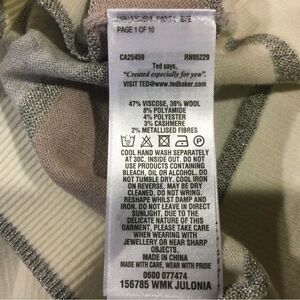 PAGE 1 OF 10
CA25459 RN95229
Ted says,
"Created especially for you".
VISIT TED@www.tedbaker.com
47% VISCOSE, 36% WOOL
8% POLYAMIDE
4% POLYESTER
3% CASHMERE
2% METALLISED FIBRES
COOL HAND WASH SEPARATELY
AT 30C, INSIDE OUT. DO NOT
USE PRODUCTS CONTAINING
BLEACH, OIL OR ALCOHOL. DO
NOT TUMBLE DRY. COOL IRON
ON REVERSE. MAY BE DRY
CLEANED. DO NOT WRING.
RESHAPE WHILST DAMP AND
IRON. DO NOT LEAVE IN DIRECT
SUNLIGHT. DUE TO THE
DELICATE NATURE OF THIS
GARMENT, PLEASE TAKE CARE
WHEN WEARING WITH
JEWELLERY OR NEAR SHARP
OBJECTS.
MADE IN CHINA
MADE WITH CARE, WEAR WITH PRIDE
0600 077474
156785 WMK JULONIA